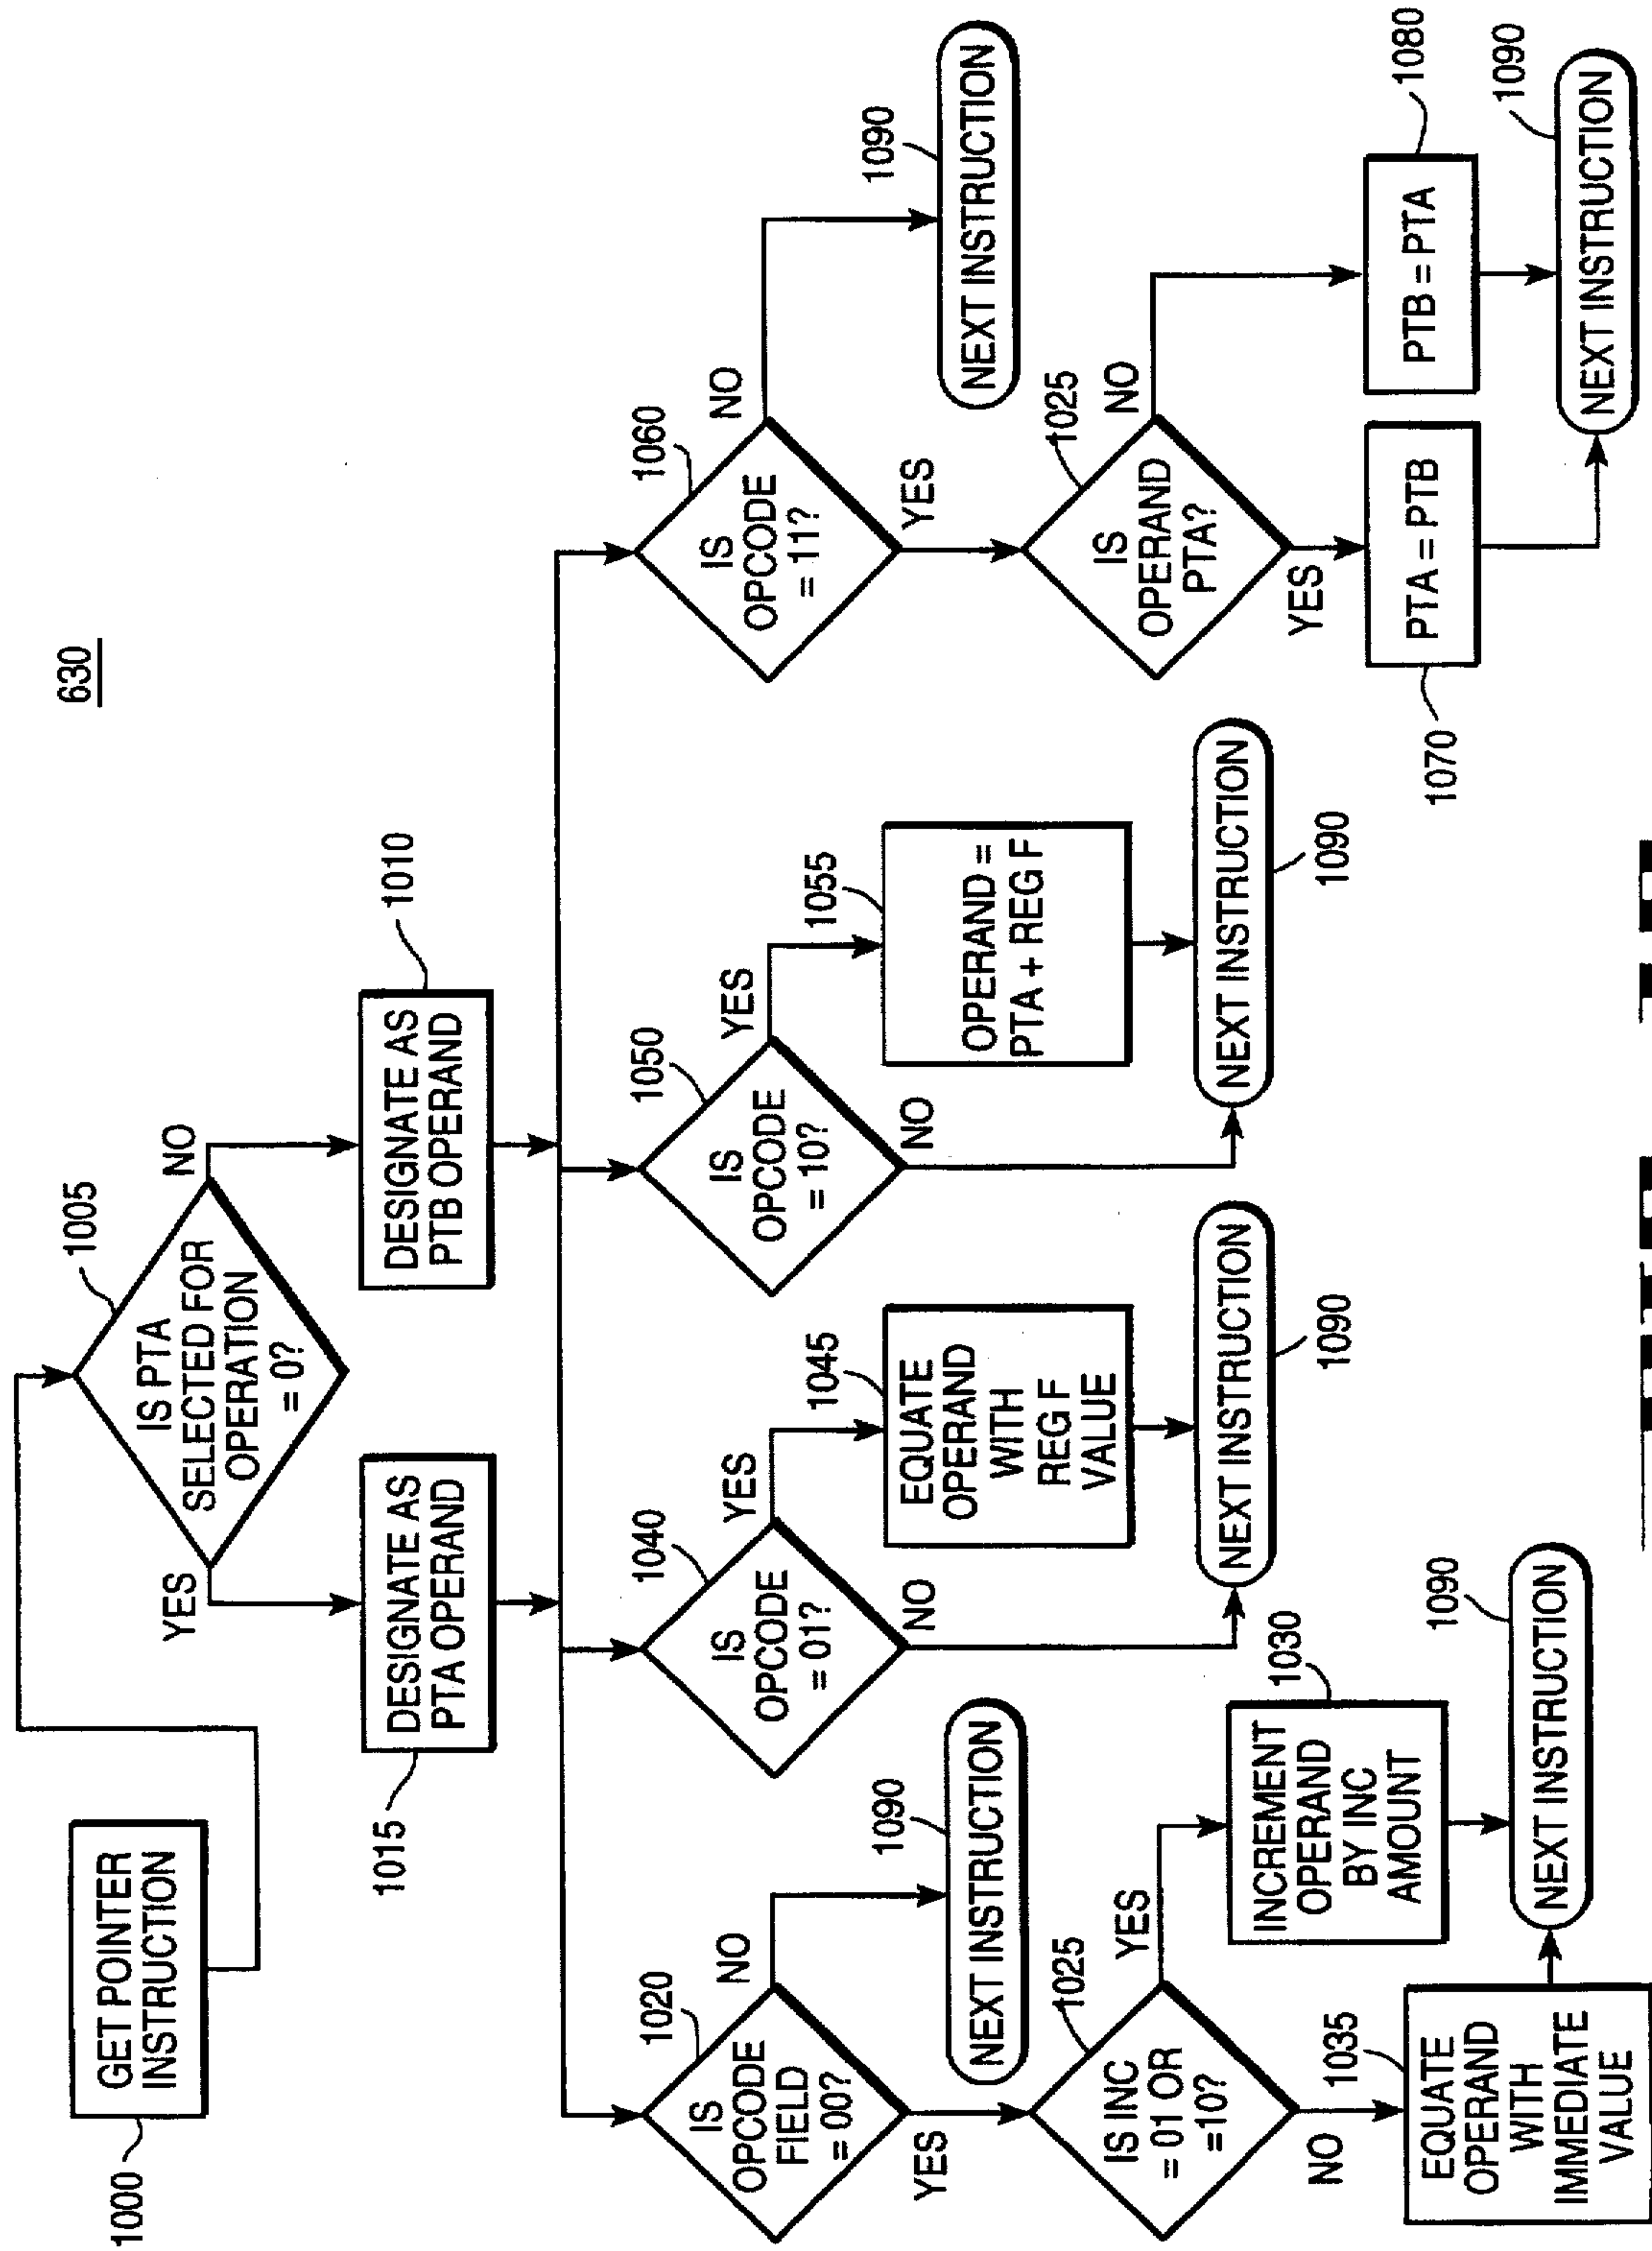 630
GET POINTER
INSTRUCTION
1000
IS PTA
SELECTED FOR
OPERATION
= 0?
1005
YES
NO
DESIGNATE AS
PTA OPERAND
1015
DESIGNATE AS
PTB OPERAND
1010
IS
OPCODE
FIELD
= 00?
1020
NO
YES
NEXT INSTRUCTION
1090
IS INC
= 01 OR
=10?
1025
YES
NO
INCREMENT
OPERAND
BY INC
AMOUNT
1030
EQUATE
OPERAND
WITH
IMMEDIATE
VALUE
1035
NEXT INSTRUCTION
1090
IS
OPCODE
= 01?
1040
YES
NO
EQUATE
OPERAND
WITH
REG F
VALUE
1045
NEXT INSTRUCTION
1090
IS
OPCODE
= 10?
1050
YES
NO
OPERAND =
PTA + REG F
1055
NEXT INSTRUCTION
1090
IS
OPCODE
= 11?
1060
NO
YES
NEXT INSTRUCTION
1090
IS
OPERAND
PTA?
1025
NO
YES
PTA = PTB
1070
PTB = PTA
1080
NEXT INSTRUCTION
1090